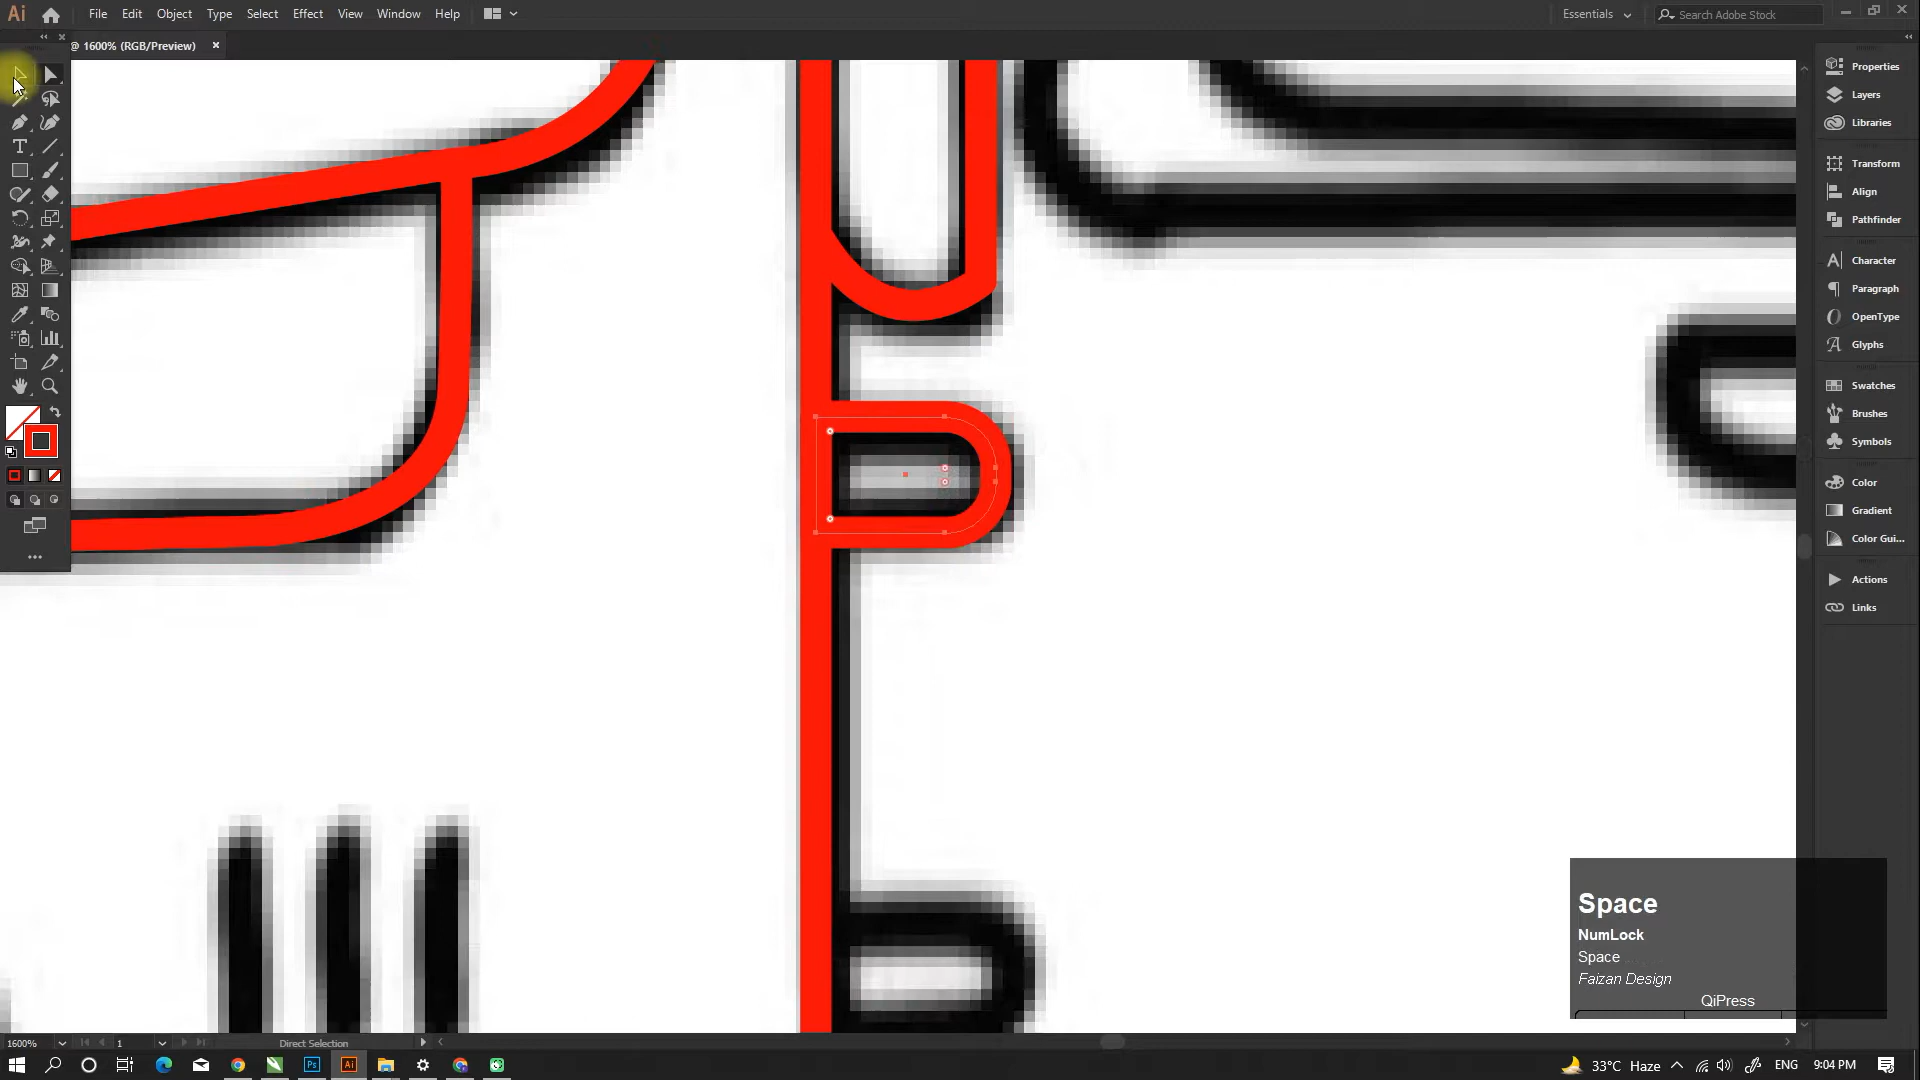 Ai File Edit Object Type Select Effect View Window Help Essentials Search Adobe Stock
@ 1600% (RGB/Preview) ×
Properties
Layers
Libraries
Transform
Align
Pathfinder
Character
Paragraph
OpenType
Glyphs
Swatches
Brushes
Symbols
Color
Gradient
Color Gui...
Actions
Links
Space
NumLock
Space
Faizan Design
QiPress
1600% 1 Direct Selection
Ps Ai 33°C Haze ENG 9:04 PM